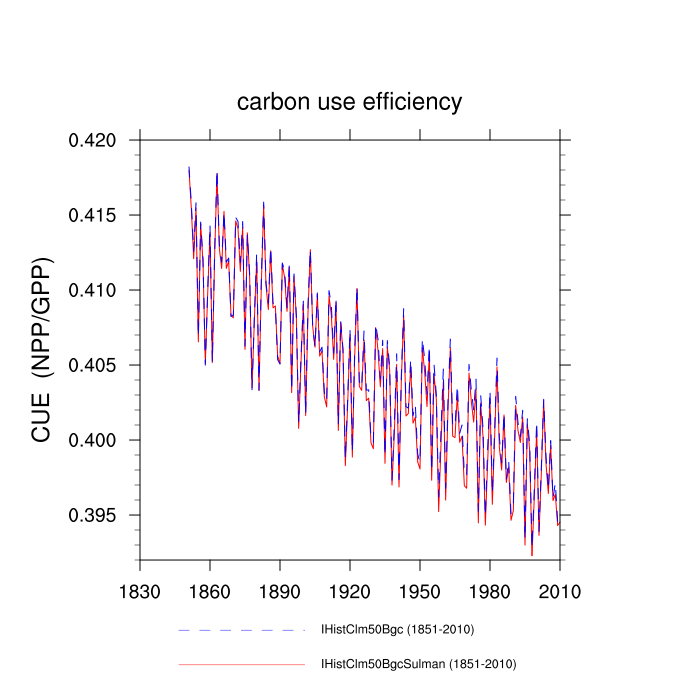 carbon use efficiency
CUE (NPP/GPP)
0.420
0.415
0.410
0.405
0.400
0.395
1830 1860 1890 1920 1950 1980 2010
IHistClm50Bgc (1851-2010)
IHistClm50BgcSulman (1851-2010)